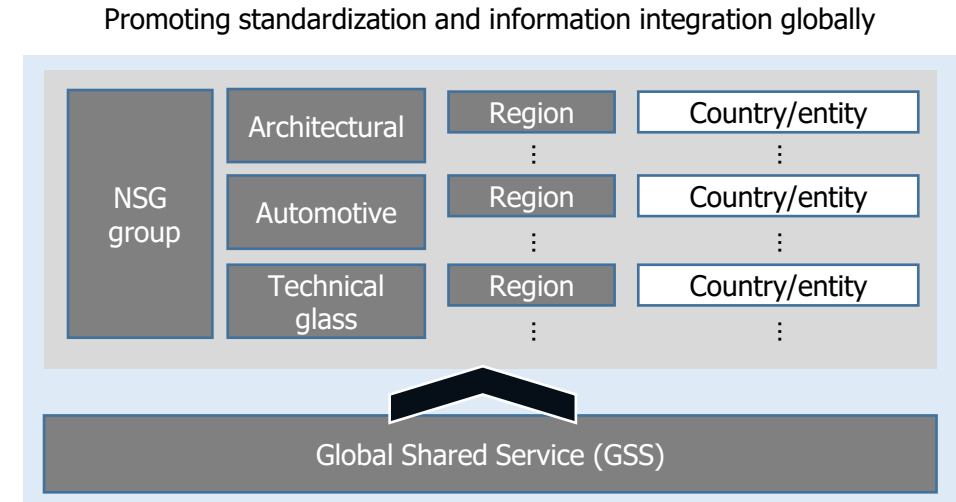 Promoting standardization and information integration globally
NSG
group
Architectural
Region
Country/entity
...
...
Automotive
Region
Country/entity
...
...
Technical
glass
Region
Country/entity
...
...
Global Shared Service (GSS)